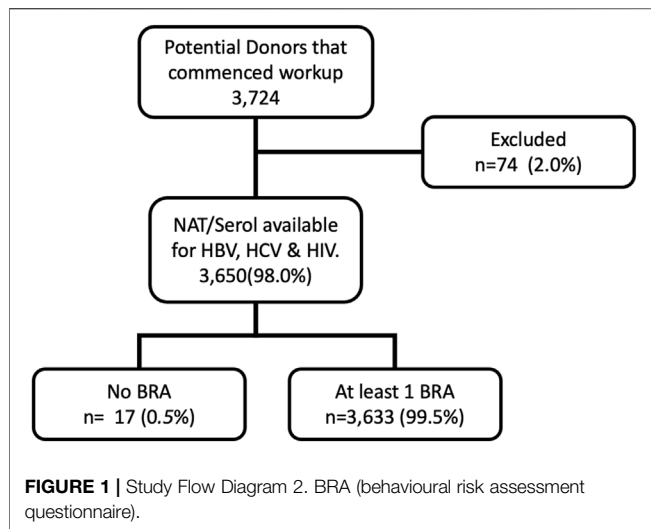 Potential Donors that
commenced workup
3,724
Excluded
n=74 (2.0%)
NAT/Serol available
for HBV, HCV & HIV.
3,650(98.0%)
No BRA
n= 17 (0.5%)
At least 1 BRA
n=3,633 (99.5%)
FIGURE 1 | Study Flow Diagram 2. BRA (behavioural risk assessment
questionnaire).